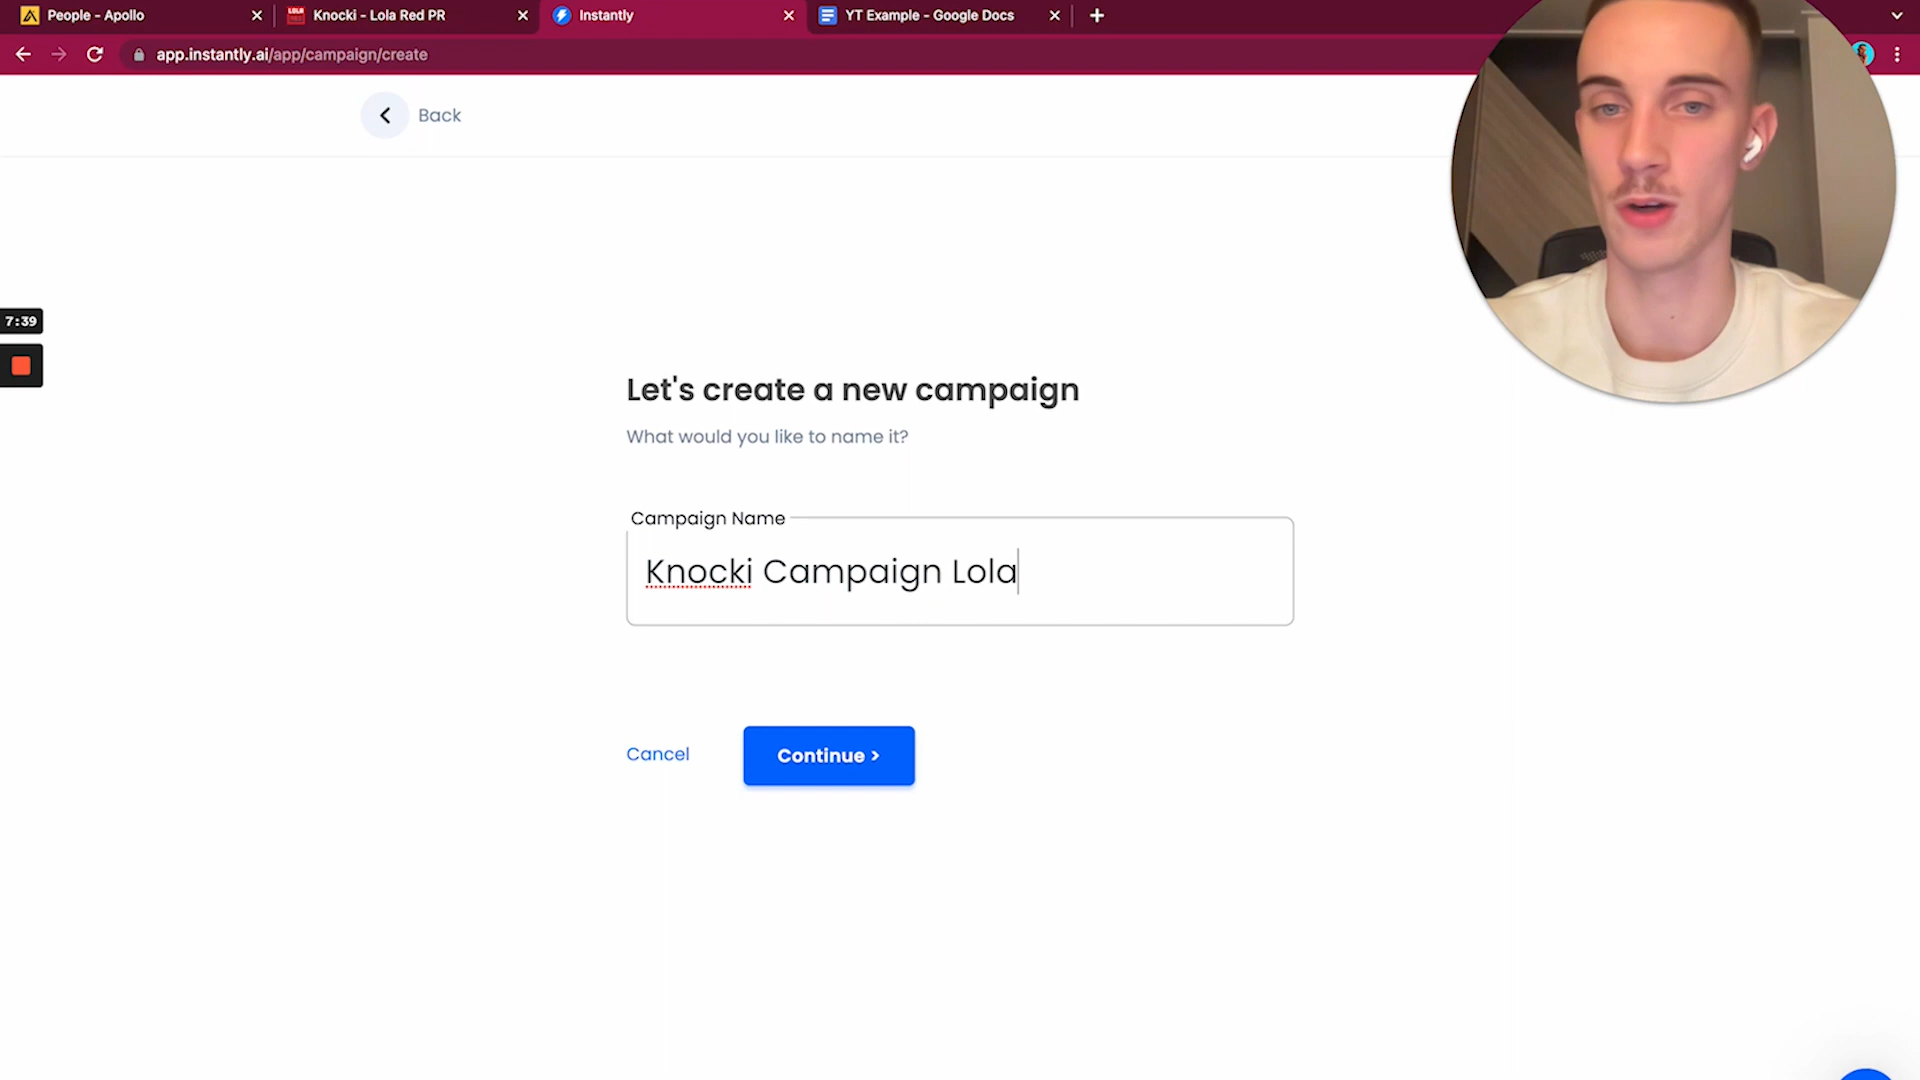 People - Apollo
Knocki - Lola Red PR
Instantly
YT Example - Google Docs
app.instantly.ai/app/campaign/create
Back
7:39
Let's create a new campaign
What would you like to name it?
Campaign Name
Knocki Campaign Lola
Cancel
Continue >